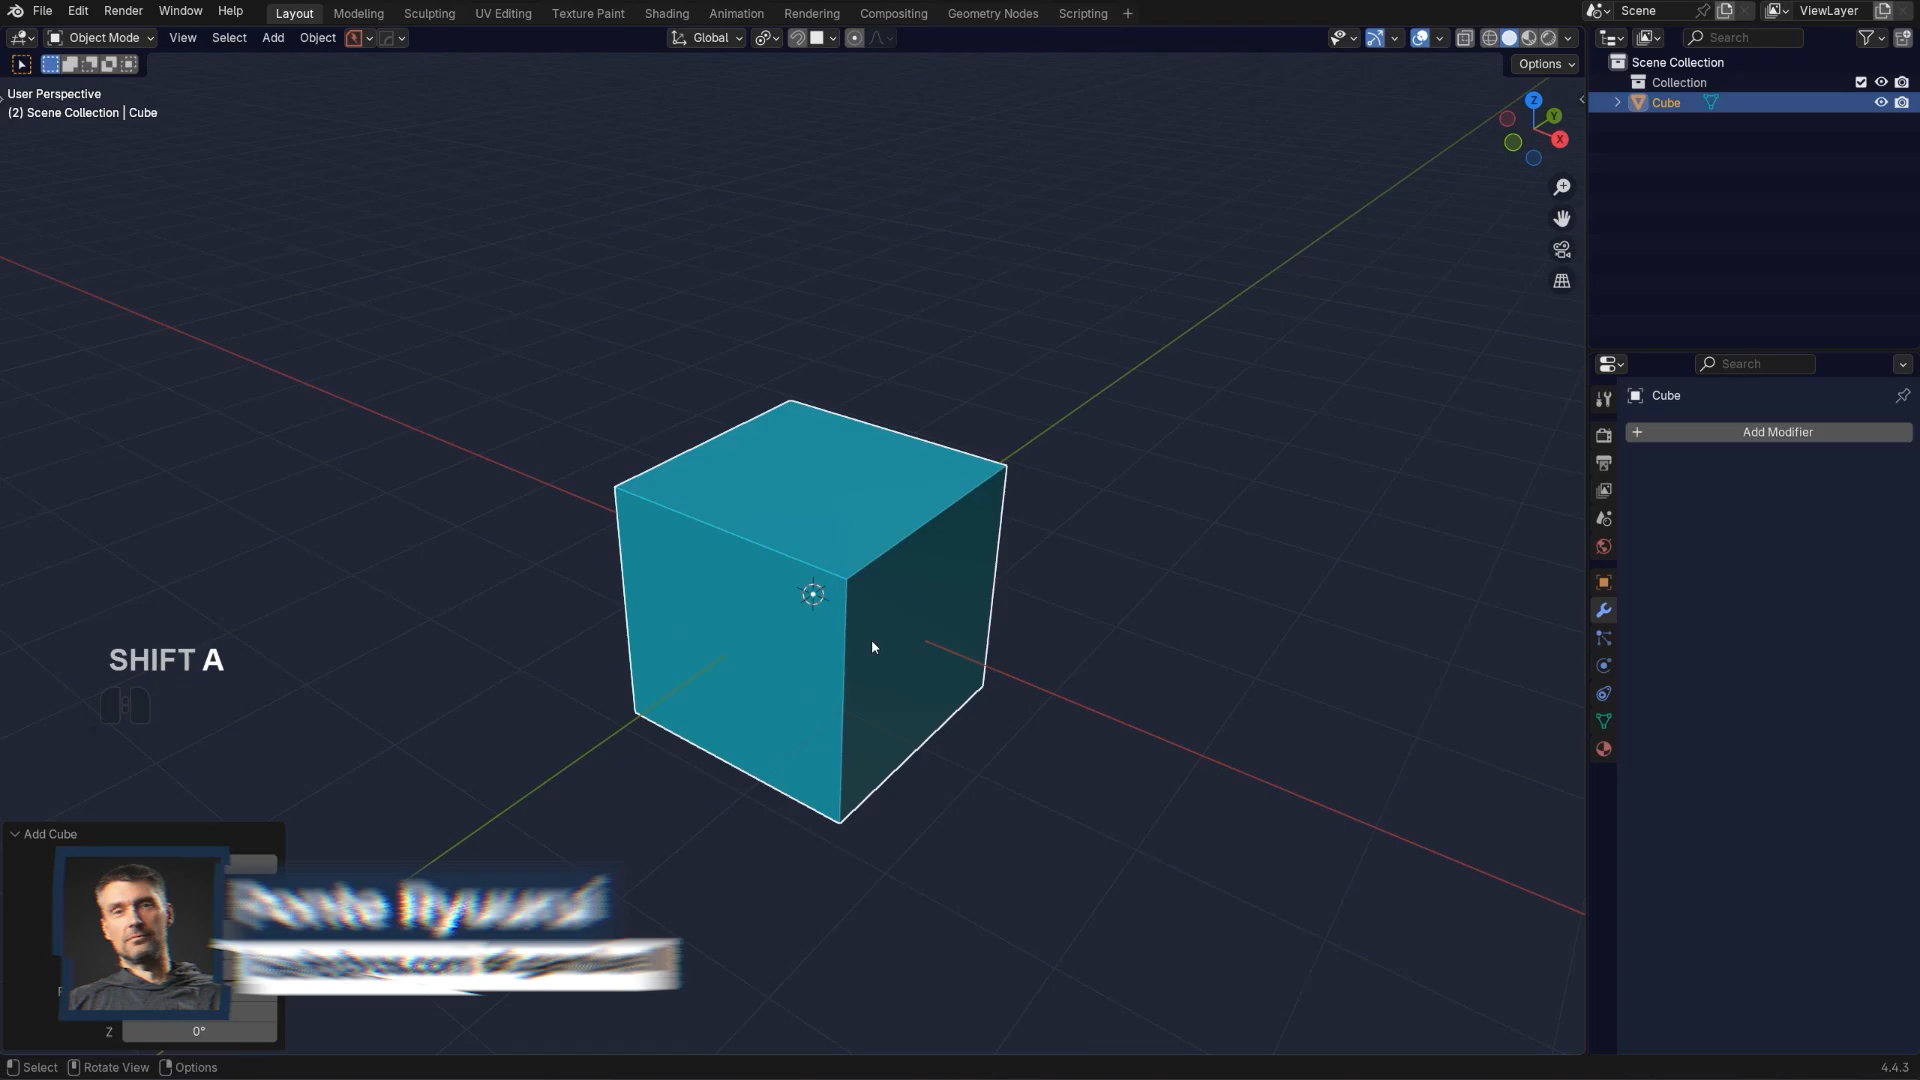 File Edit Render Window Help Layout Modeling Sculpting UV Editing Texture Paint Shading Animation Rendering Compositing Geometry Nodes Scripting + Scene ViewLayer
Object Mode View Select Add Object Global Search
Options
Scene Collection
Collection
Cube
User Perspective
(2) Scene Collection | Cube
Z
Y
X
Search
Cube
+ Add Modifier
SHIFT A
Add Cube
Z 0°
Select Rotate View Options 4.4.3